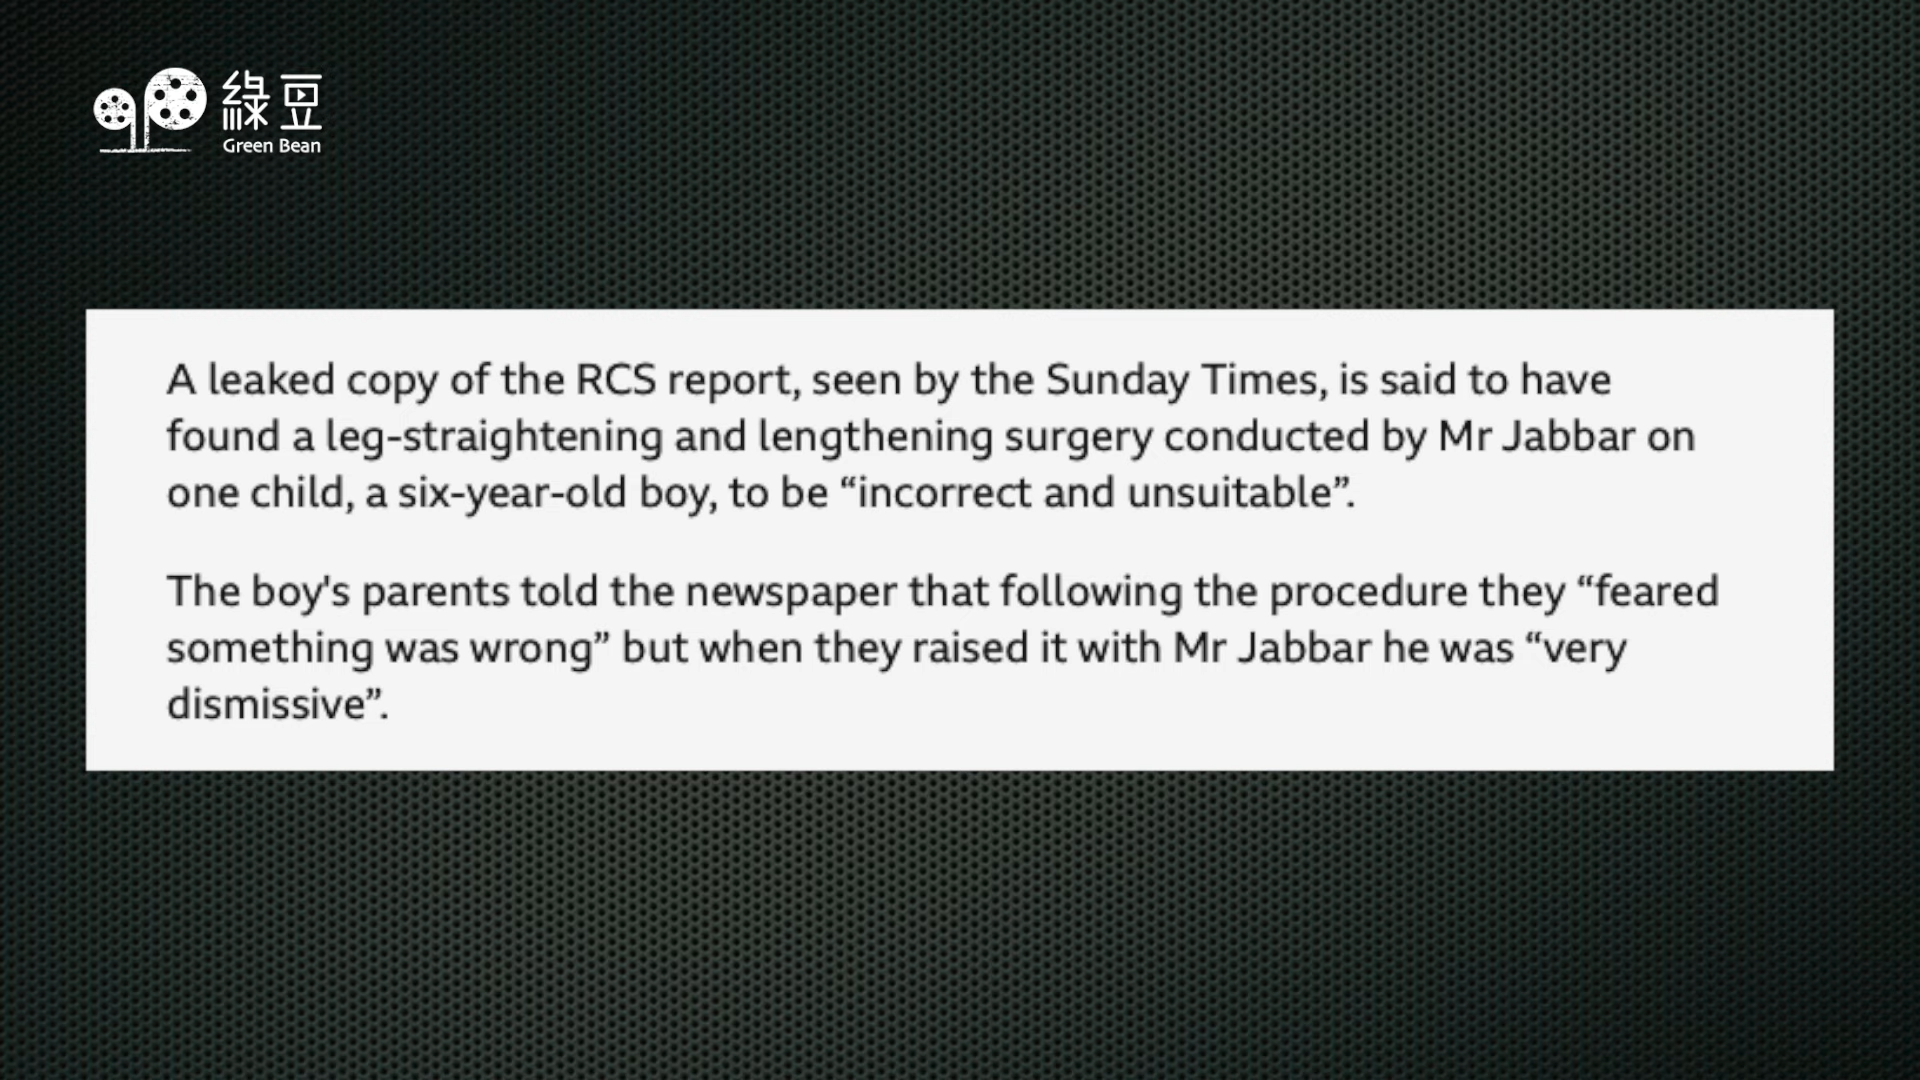 綠豆
Green Bean
A leaked copy of the RCS report, seen by the Sunday Times, is said to have
found a leg-straightening and lengthening surgery conducted by Mr Jabbar on
one child, a six-year-old boy, to be “incorrect and unsuitable”.
The boy's parents told the newspaper that following the procedure they “feared
something was wrong” but when they raised it with Mr Jabbar he was “very
dismissive”.